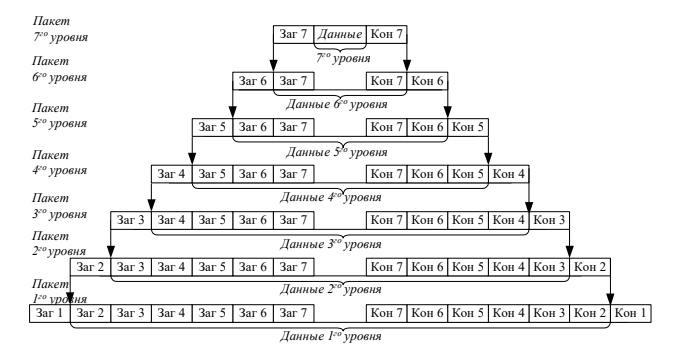 Пакет
7го уровня
Заг 7 Данные Кон 7
7го уровня
Пакет
6го уровня
Заг 6 Заг 7 Кон 7 Кон 6
Данные 6го уровня
Пакет
5го уровня
Заг 5 Заг 6 Заг 7 Кон 7 Кон 6 Кон 5
Данные 5го уровня
Пакет
4го уровня
Заг 4 Заг 5 Заг 6 Заг 7 Кон 7 Кон 6 Кон 5 Кон 4
Данные 4го уровня
Пакет
3го уровня
Заг 3 Заг 4 Заг 5 Заг 6 Заг 7 Кон 7 Кон 6 Кон 5 Кон 4 Кон 3
Данные 3го уровня
Пакет
2го уровня
Заг 2 Заг 3 Заг 4 Заг 5 Заг 6 Заг 7 Кон 7 Кон 6 Кон 5 Кон 4 Кон 3 Кон 2
Данные 2го уровня
Пакет
1го уровня
Заг 1 Заг 2 Заг 3 Заг 4 Заг 5 Заг 6 Заг 7 Кон 7 Кон 6 Кон 5 Кон 4 Кон 3 Кон 2 Кон 1
Данные 1го уровня